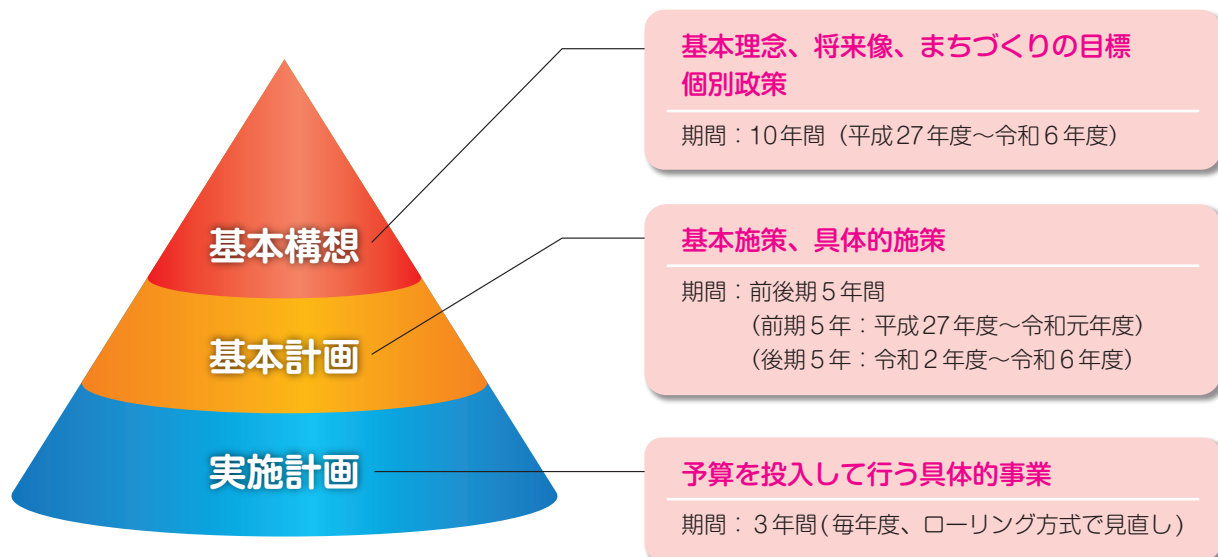 基本理念、将来像、まちづくりの目標
個別政策
期間：10年間（平成27年度～令和６年度）
基本構想
基本施策、具体的施策
期間：前後期５年間
（前期５年：平成27年度～令和元年度）
（後期５年：令和２年度～令和６年度）
基本計画
予算を投入して行う具体的事業
期間：３年間(毎年度、ローリング方式で見直し)
実施計画